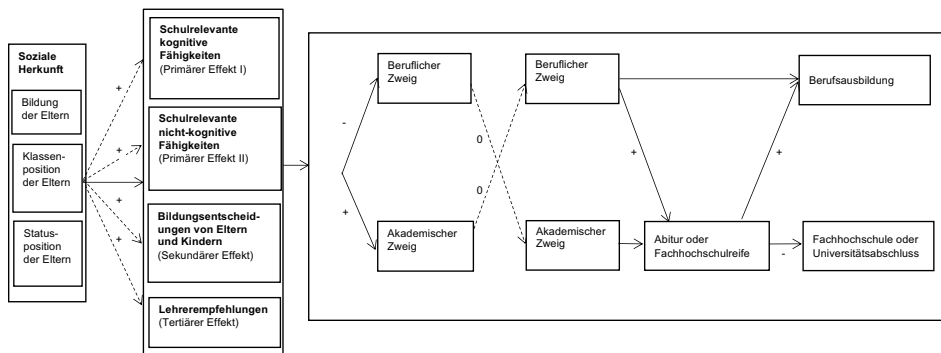 Soziale
Herkunft
Bildung
der Eltern
Klassen-
position
der Eltern
Status-
position
der Eltern
+
+
+
+
Schulrelevante
kognitive
Fähigkeiten
(Primärer Effekt I)
Schulrelevante
nicht-kognitive
Fähigkeiten
(Primärer Effekt II)
Bildungsentscheid-
ungen von Eltern
und Kindern
(Sekundärer Effekt)
Lehrerempfehlungen
(Tertiärer Effekt)
-
+
Beruflicher
Zweig
Akademischer
Zweig
0
0
Beruflicher
Zweig
Akademischer
Zweig
+
+
Abitur oder
Fachhochschulreife
-
Berufsausbildung
Fachhochschule oder
Universitätsabschluss